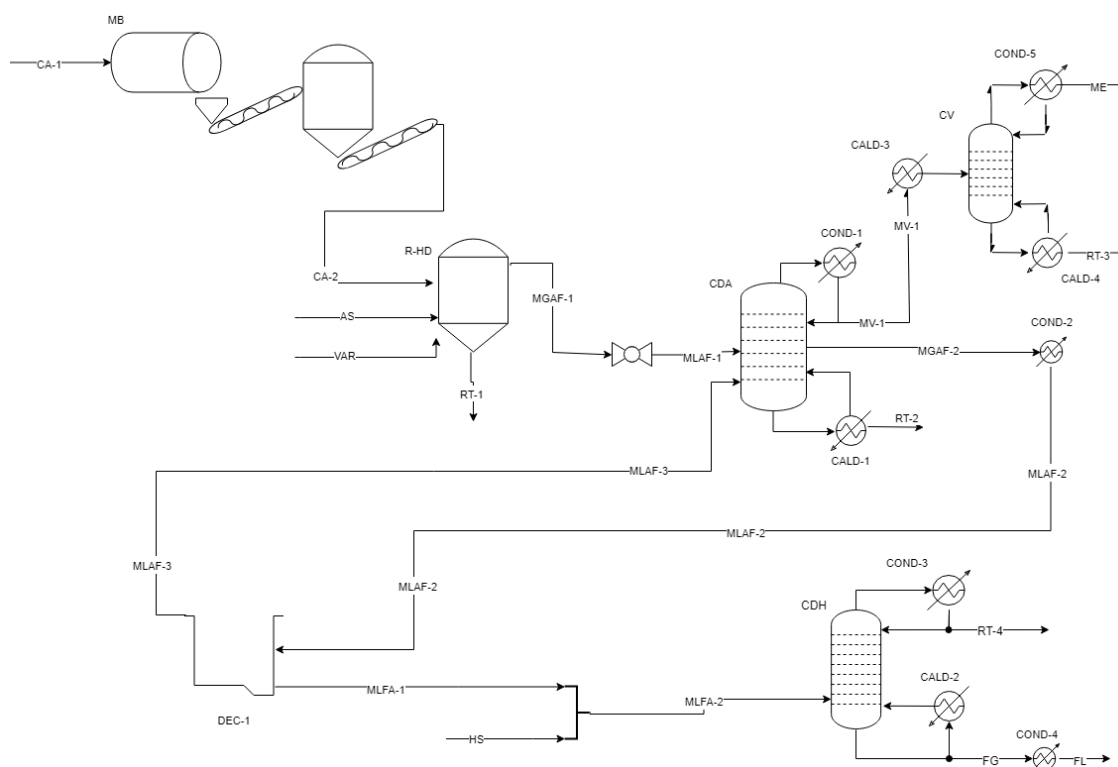 MB
COND-5
CA-1
ME
CV
CALD-3
MV-1
COND-1
R-HD
CA-2
CDA
RT-3
CALD-4
MGAF-1
AS
MV-1
COND-2
VAR
MLAF-1
MGAF-2
RT-1
RT-2
CALD-1
MLAF-3
MLAF-2
MLAF-2
MLAF-3
MLAF-2
COND-3
CDH
RT-4
CALD-2
MLFA-1
MLFA-2
DEC-1
HS
COND-4
FG
FL